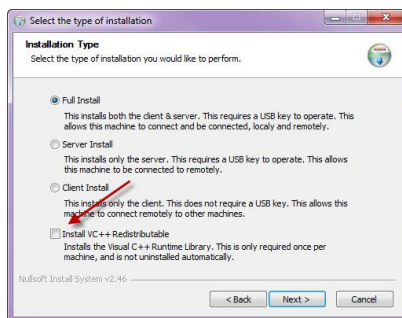 Select the type of installation
Installation Type
Select the type of installation you would like to perform.
Full Install
This installs both the client & server. This requires a USB key to operate. This
allows this machine to connect and be connected, localy and remotely.
Server Install
This installs only the server. This requires a USB key to operate. This allows
this machine to be connected to remotely.
Client Install
This installs only the client. This does not require a USB key. This allows this
machine to connect remotely to other machines.
Install VC++ Redistributable
Installs the Visual C++ Runtime Library. This is only required once per
machine, and is not uninstalled automatically.
Nullsoft Install System v2.46
< Back Next > Cancel